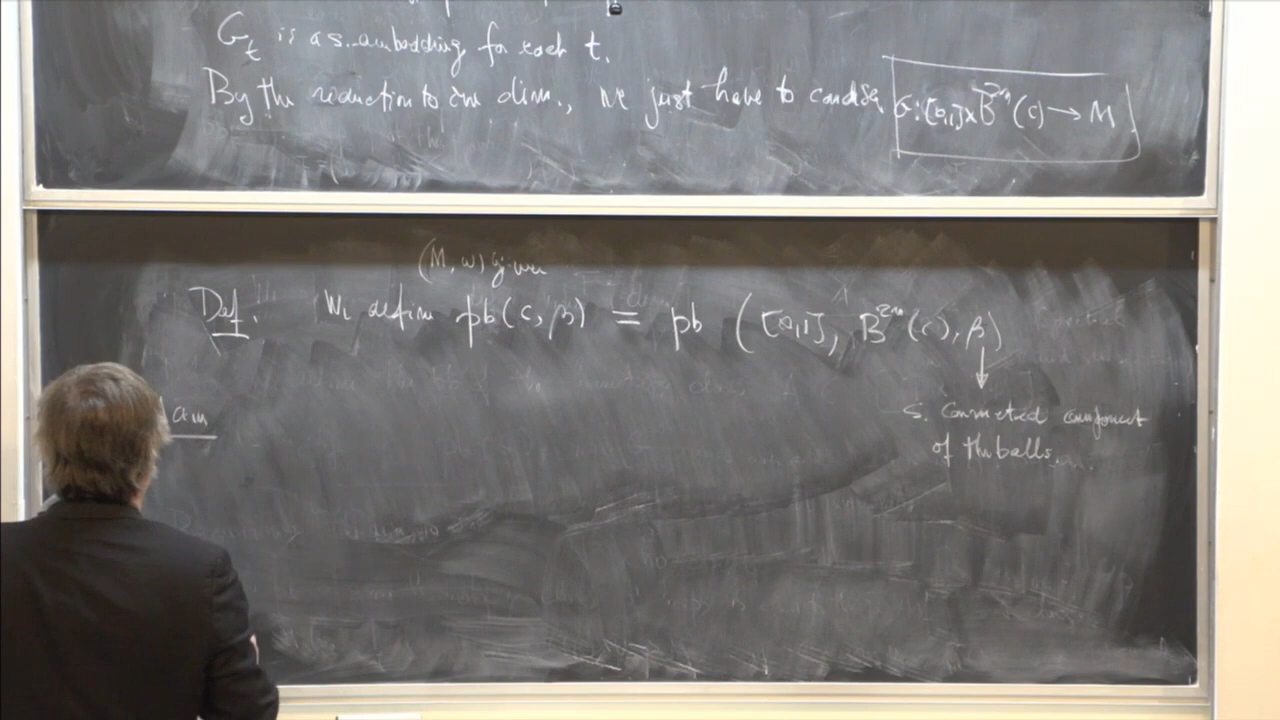 G_t is a s. embedding for each t.
By the reduction to one dim., we just have to consider G : [0,1] × B^{2n}(c) → M
(M, ω) given
Def. We define pb(c, β) = pb ([0,1], B^{2n}(c), β)
s. connected component
of the balls.